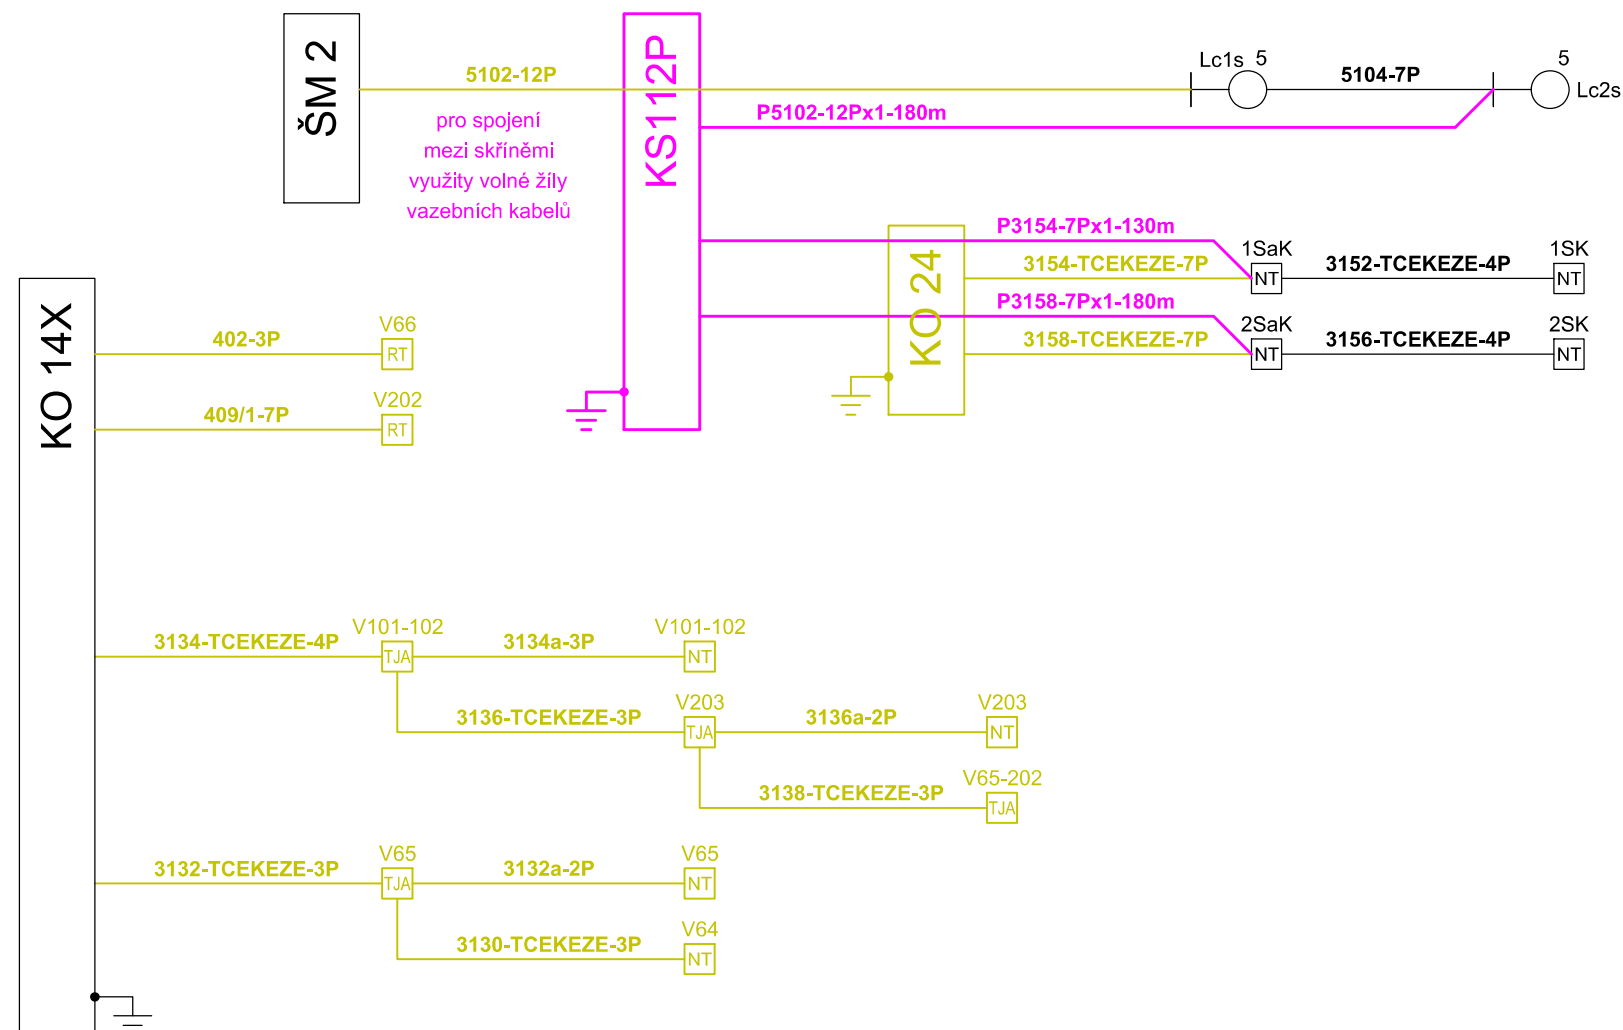 ŠM 2
5102-12P
pro spojení
mezi skříněmi
využity volné žíly
vazebních kabelů
KS112P
P5102-12Px1-180m
Lc1s 5
5104-7P
5
Lc2s
P3154-7Px1-130m
3154-TCEKEZE-7P
1SaK
NT
3152-TCEKEZE-4P
1SK
NT
KO 24
P3158-7Px1-180m
3158-TCEKEZE-7P
2SaK
NT
3156-TCEKEZE-4P
2SK
NT
KO 14X
402-3P
V66
RT
409/1-7P
V202
RT
3134-TCEKEZE-4P
V101-102
TJA
3134a-3P
V101-102
NT
3136-TCEKEZE-3P
V203
TJA
3136a-2P
V203
NT
3138-TCEKEZE-3P
V65-202
TJA
3132-TCEKEZE-3P
V65
TJA
3132a-2P
V65
NT
3130-TCEKEZE-3P
V64
NT